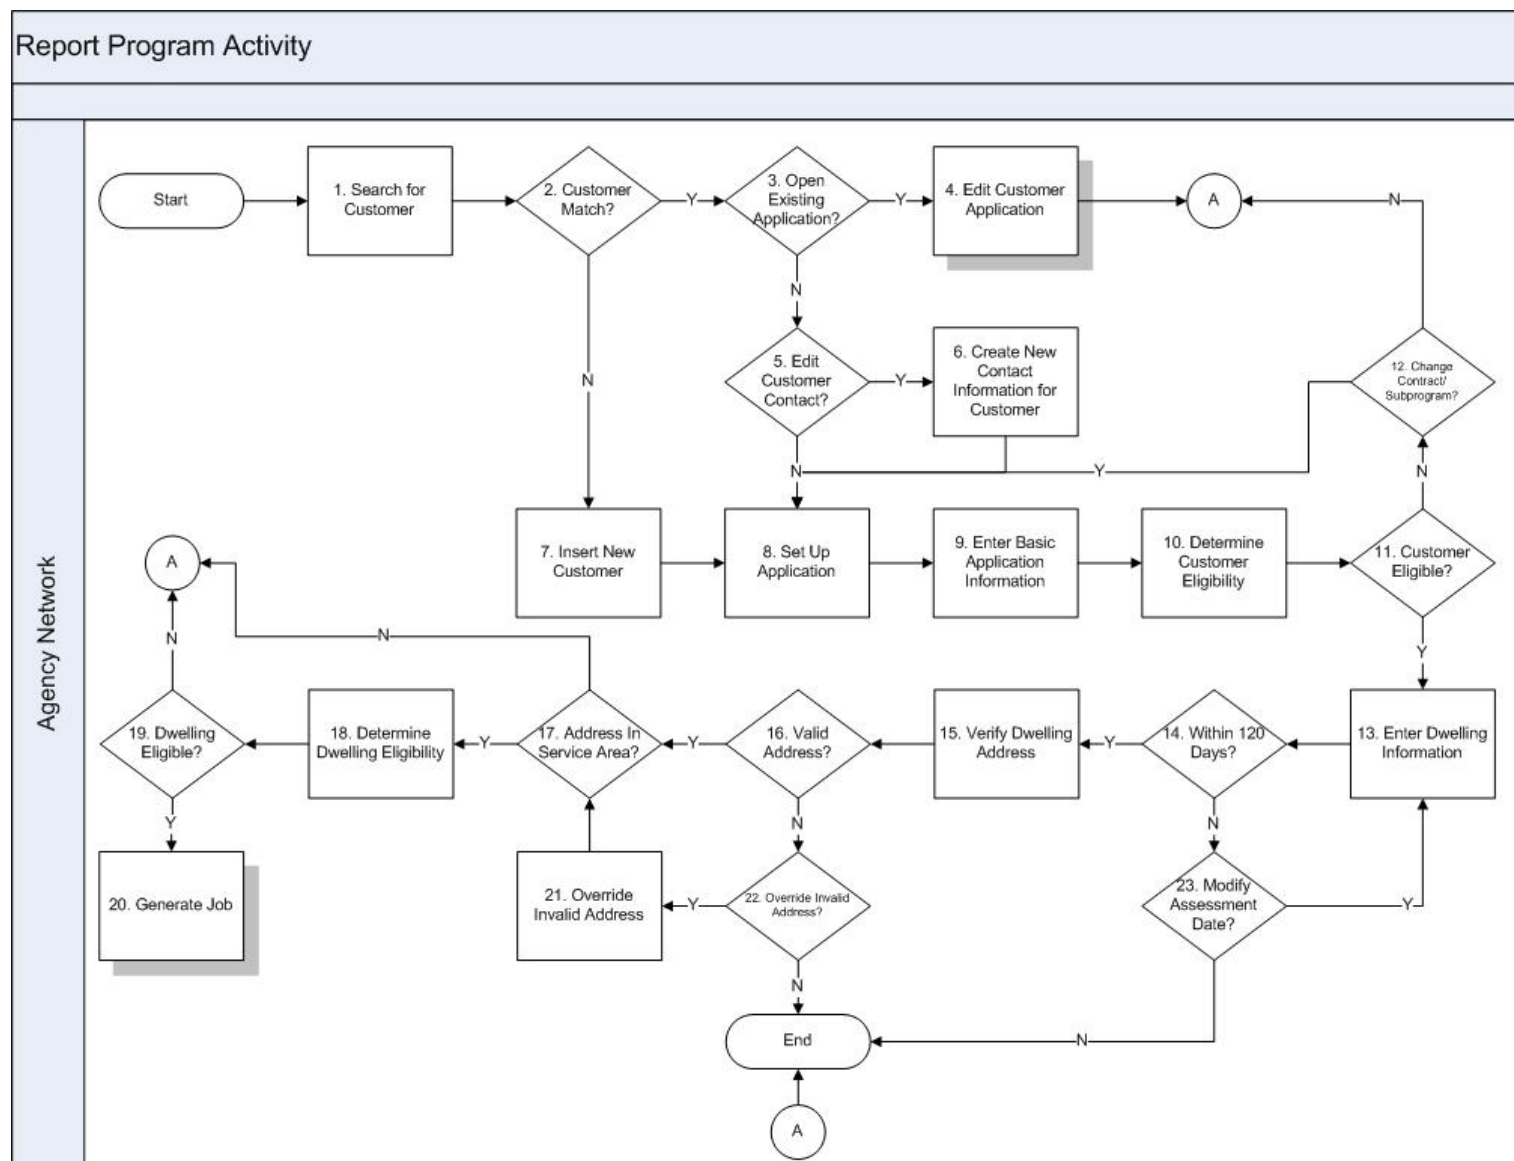 Report Program Activity
Agency Network
Start
1. Search for
Customer
2. Customer
Match?
Y
3. Open
Existing
Application?
Y
4. Edit Customer
Application
A
N
N
N
5. Edit
Customer
Contact?
Y
6. Create New
Contact
Information for
Customer
12. Change
Contract/
Subprogram?
N
Y
N
7. Insert New
Customer
8. Set Up
Application
9. Enter Basic
Application
Information
10. Determine
Customer
Eligibility
11. Customer
Eligible?
A
N
N
Y
19. Dwelling
Eligible?
18. Determine
Dwelling Eligibility
Y
17. Address In
Service Area?
Y
16. Valid
Address?
15. Verify Dwelling
Address
Y
14. Within 120
Days?
13. Enter Dwelling
Information
Y
N
N
20. Generate Job
21. Override
Invalid Address
Y
22. Override Invalid
Address?
23. Modify
Assessment
Date?
Y
N
End
N
A